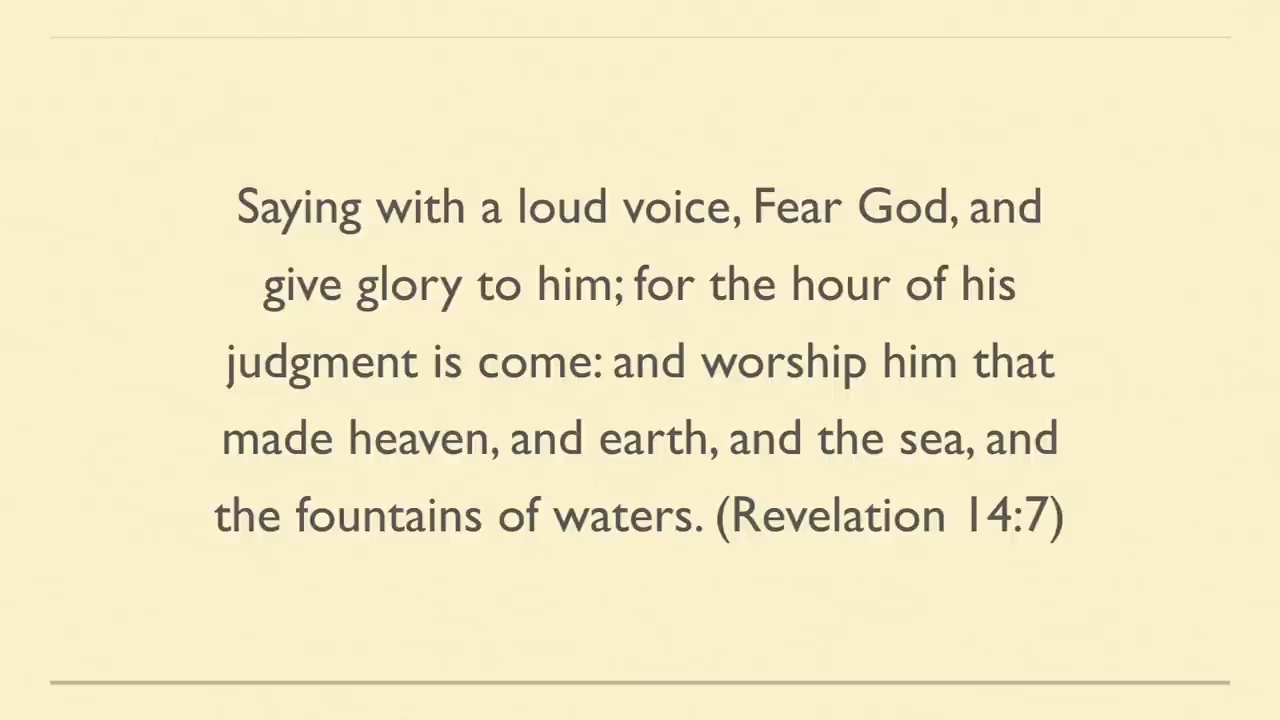 Saying with a loud voice, Fear God, and
give glory to him; for the hour of his
judgment is come: and worship him that
made heaven, and earth, and the sea, and
the fountains of waters. (Revelation 14:7)